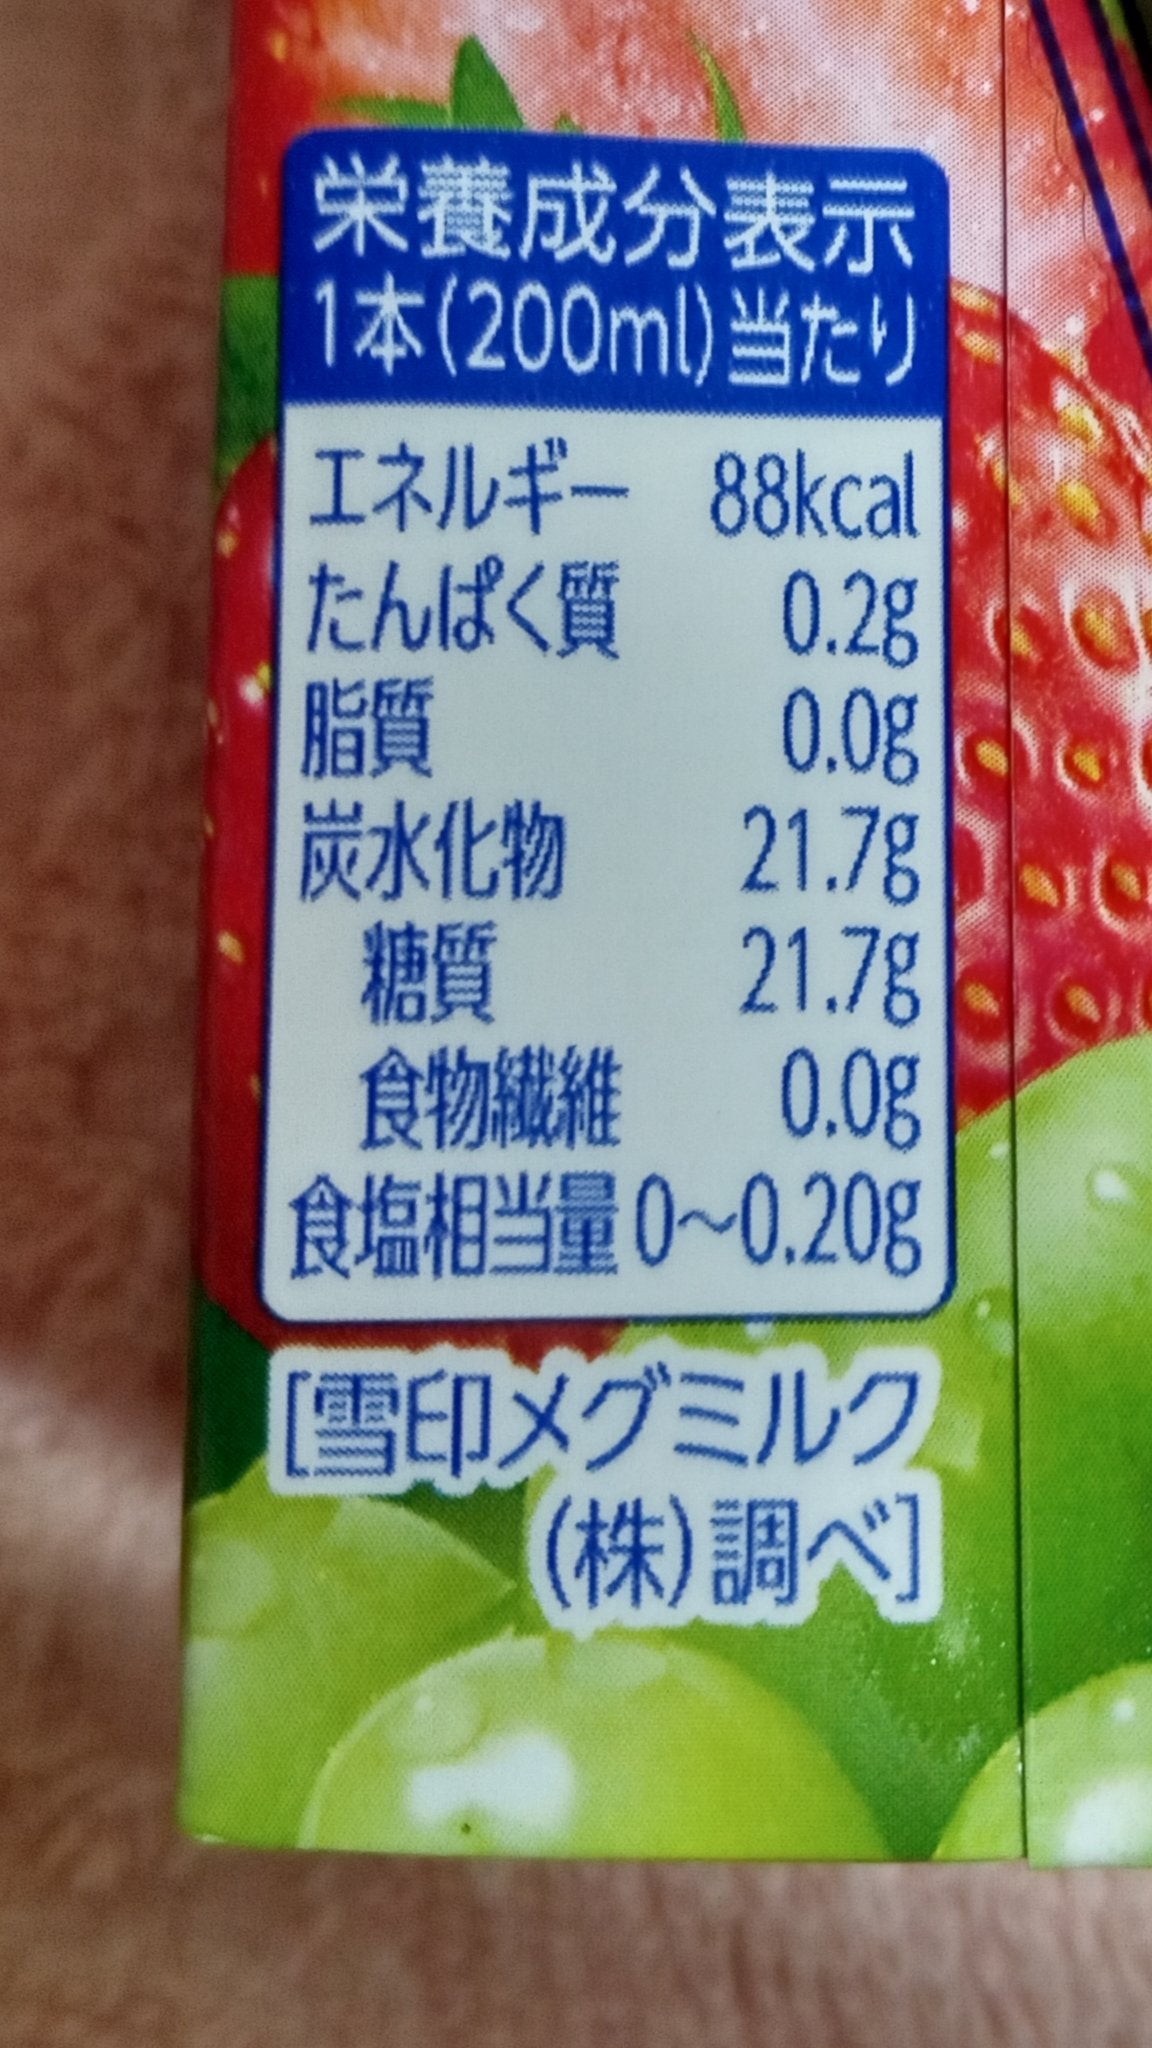 栄養成分表示
1本(200ml)当たり
エネルギー 88kcal
たんぱく質 0.2g
脂質 0.0g
炭水化物 21.7g
糖質 21.7g
食物繊維 0.0g
食塩相当量 0～0.20g
[雪印メグミルク
(株)調べ]